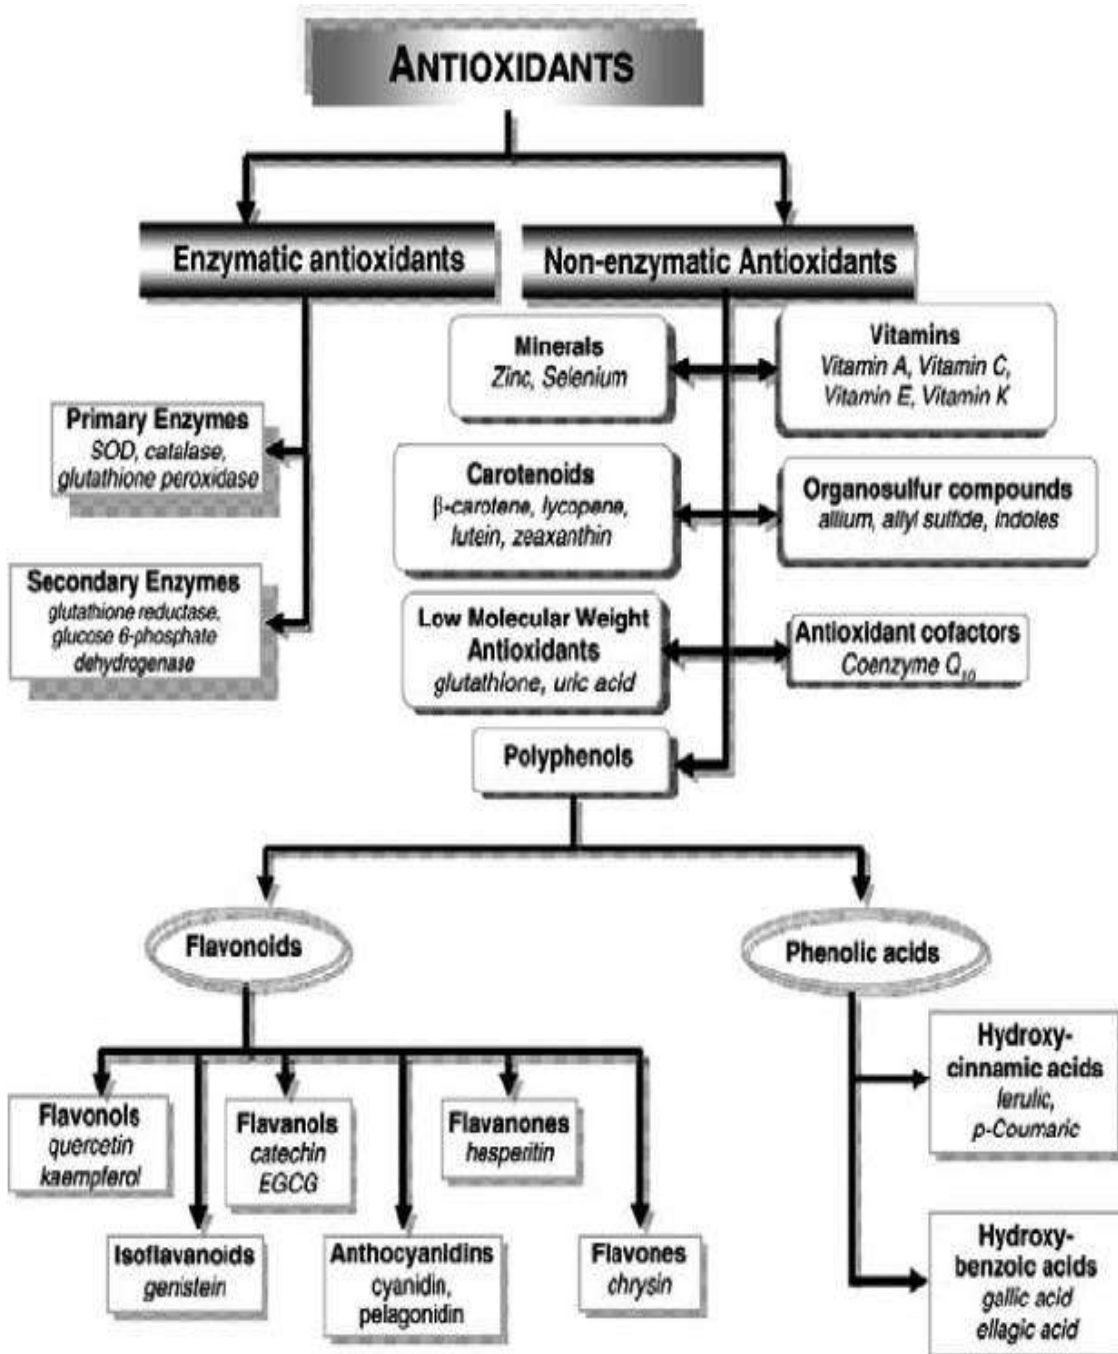 ANTIOXIDANTS
Enzymatic antioxidants
Non-enzymatic Antioxidants
Minerals
Zinc, Selenium
Vitamins
Vitamin A, Vitamin C,
Vitamin E, Vitamin K
Primary Enzymes
SOD, catalase,
glutathione peroxidase
Carotenoids
β-carotene, lycopene,
lutein, zeaxanthin
Organosulfur compounds
allium, allyl sulfide, indoles
Secondary Enzymes
glutathione reductase,
glucose 6-phosphate
dehydrogenase
Low Molecular Weight
Antioxidants
glutathione, uric acid
Antioxidant cofactors
Coenzyme Q10
Polyphenols
Flavonoids
Phenolic acids
Flavonols
quercetin
kaempferol
Flavanols
catechin
EGCG
Flavanones
hesperitin
Hydroxy-
cinnamic acids
ferulic,
p-Coumaric
Isoflavanoids
genistein
Anthocyanidins
cyanidin,
pelagonidin
Flavones
chrysin
Hydroxy-
benzoic acids
gallic acid
ellagic acid